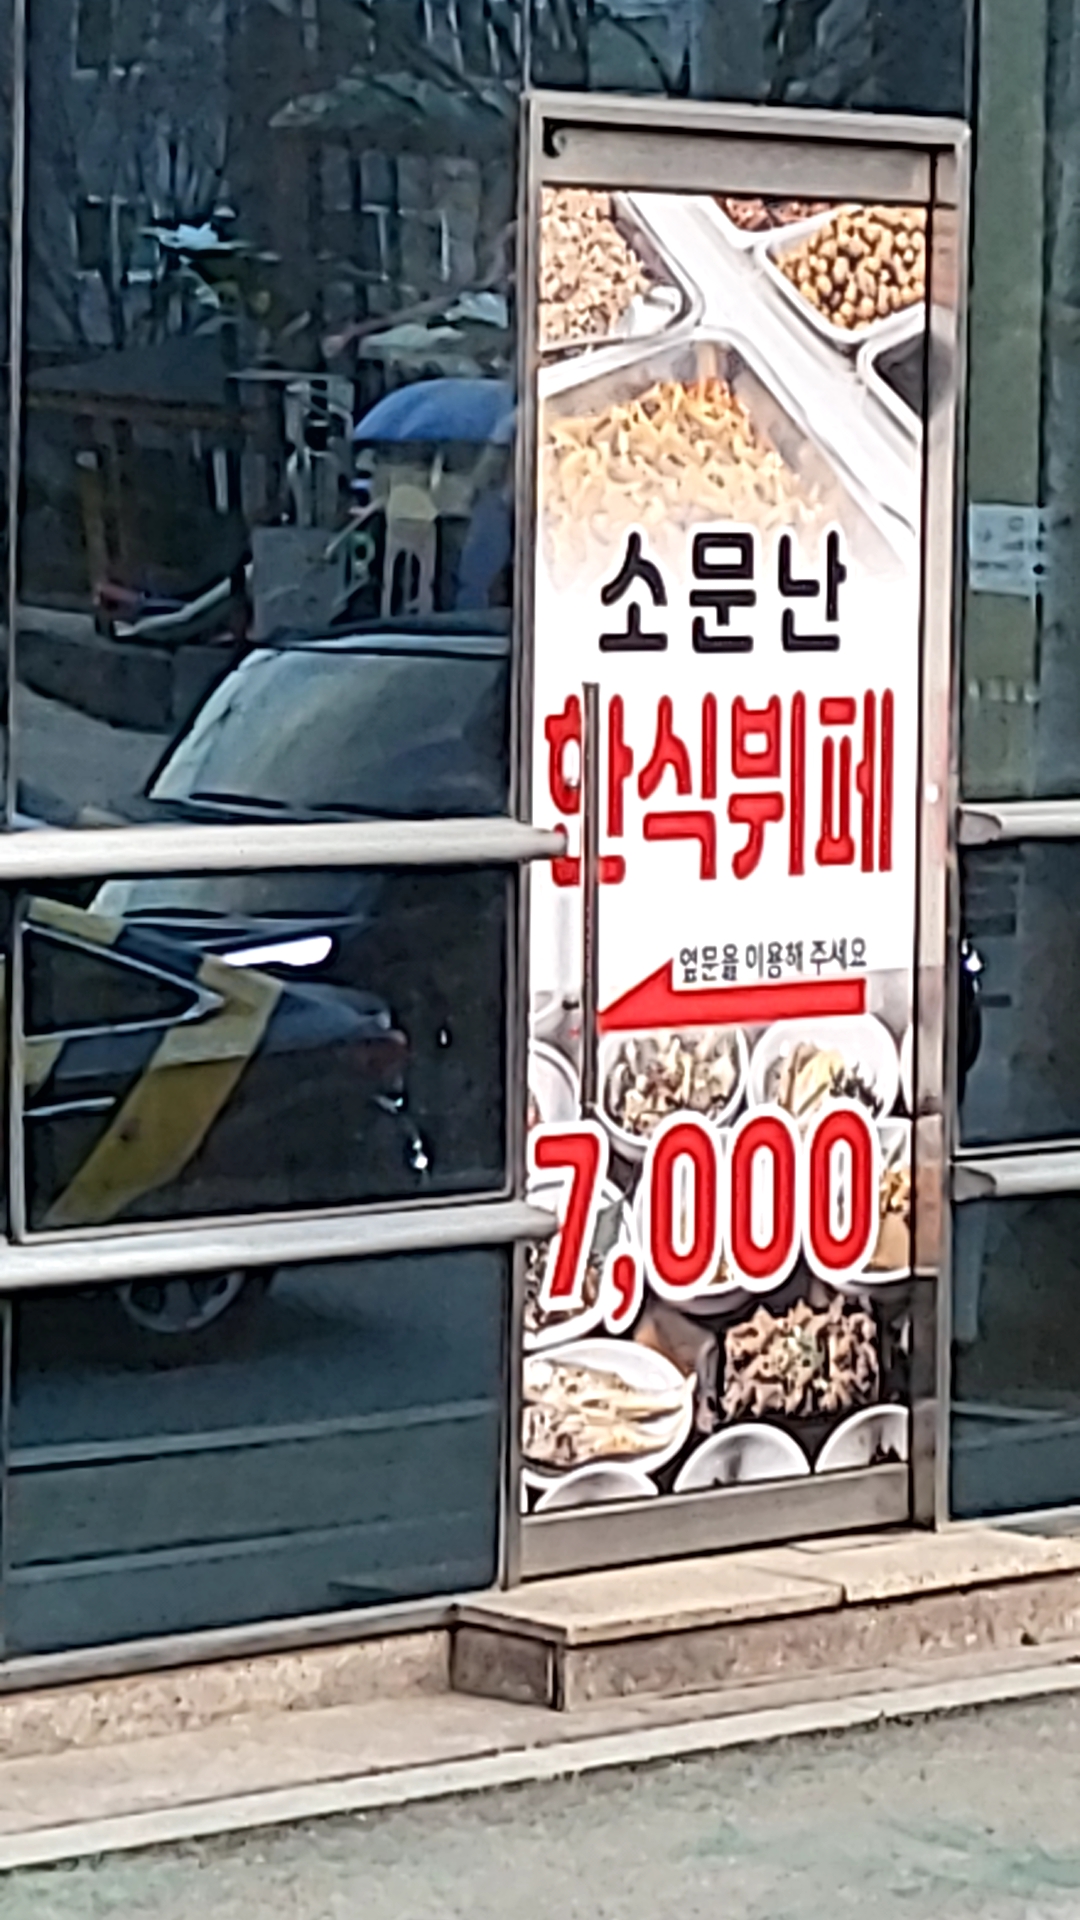 소문난
한식뷔페
옆문을 이용해 주세요
7,000